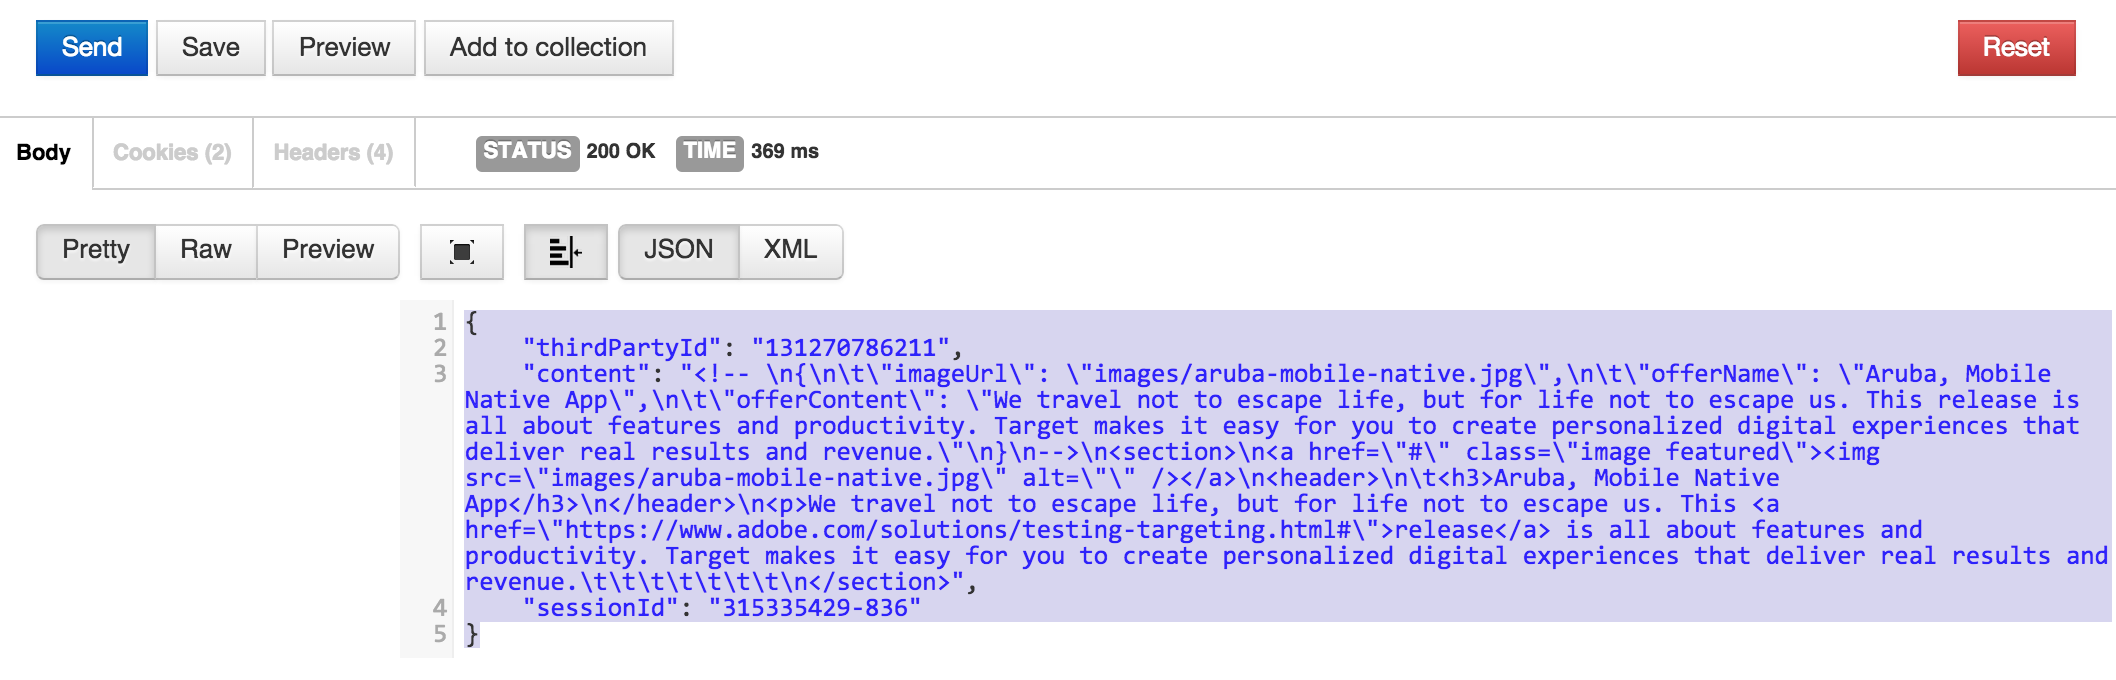 Send Save Preview Add to collection Reset
Body Cookies (2) Headers (4) STATUS 200 OK TIME 369 ms
Pretty Raw Preview JSON XML
1 {
2 "thirdPartyId": "131270786211",
3 "content": "<!-- \n{\n\t\"imageUrl\": \"images/aruba-mobile-native.jpg\",\n\t\"offerName\": \"Aruba, Mobile
Native App\",\n\t\"offerContent\": \"We travel not to escape life, but for life not to escape us. This release is
all about features and productivity. Target makes it easy for you to create personalized digital experiences that
deliver real results and revenue.\"\n}\n-->\n<section>\n<a href=\"#\" class=\"image featured\"><img
src=\"images/aruba-mobile-native.jpg\" alt=\"\" /></a>\n<header>\n\t<h3>Aruba, Mobile Native
App</h3>\n</header>\n<p>We travel not to escape life, but for life not to escape us. This <a
href=\"https://www.adobe.com/solutions/testing-targeting.html#\">release</a> is all about features and
productivity. Target makes it easy for you to create personalized digital experiences that deliver real results and
revenue.\t\t\t\t\t\t\t\n</section>",
4 "sessionId": "315335429-836"
5 }